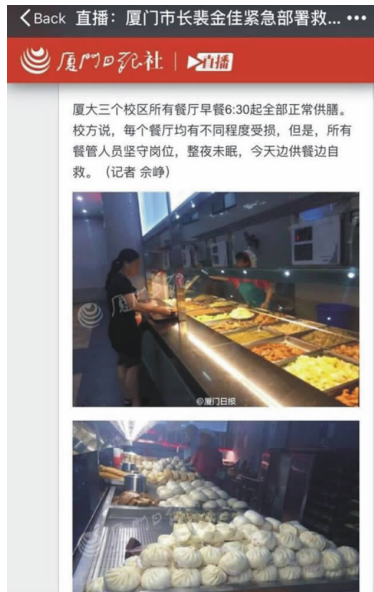 Back 直播：厦门市长裴金佳紧急部署救...
厦门日报社 直播
厦大三个校区所有餐厅早餐6:30起全部正常供膳。
校方说，每个餐厅均有不同程度受损，但是，所有
餐管人员坚守岗位，整夜未眠，今天边供餐边自
救。（记者 佘峥）
@厦门日报